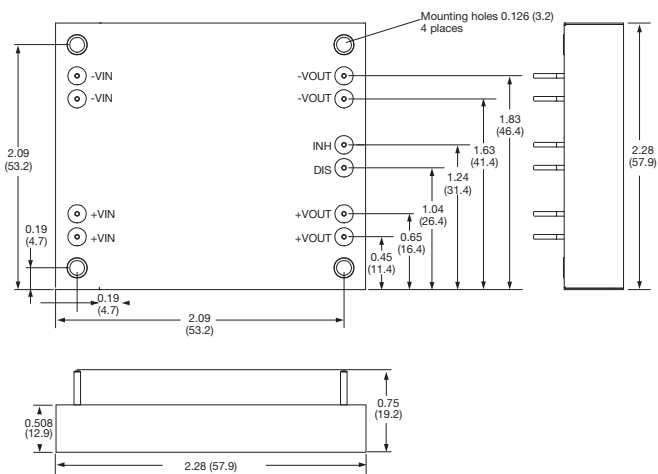 Mounting holes 0.126 (3.2)
4 places
-VIN
-VOUT
-VIN
-VOUT
1.83
(46.4)
1.63
(41.4)
INH
DIS
1.24
(31.4)
2.09
(53.2)
2.28
(57.9)
1.04
(26.4)
+VIN
+VOUT
0.65
(16.4)
0.19
(4.7)
+VIN
+VOUT
0.45
(11.4)
0.19
(4.7)
2.09
(53.2)
0.508
(12.9)
0.75
(19.2)
2.28 (57.9)